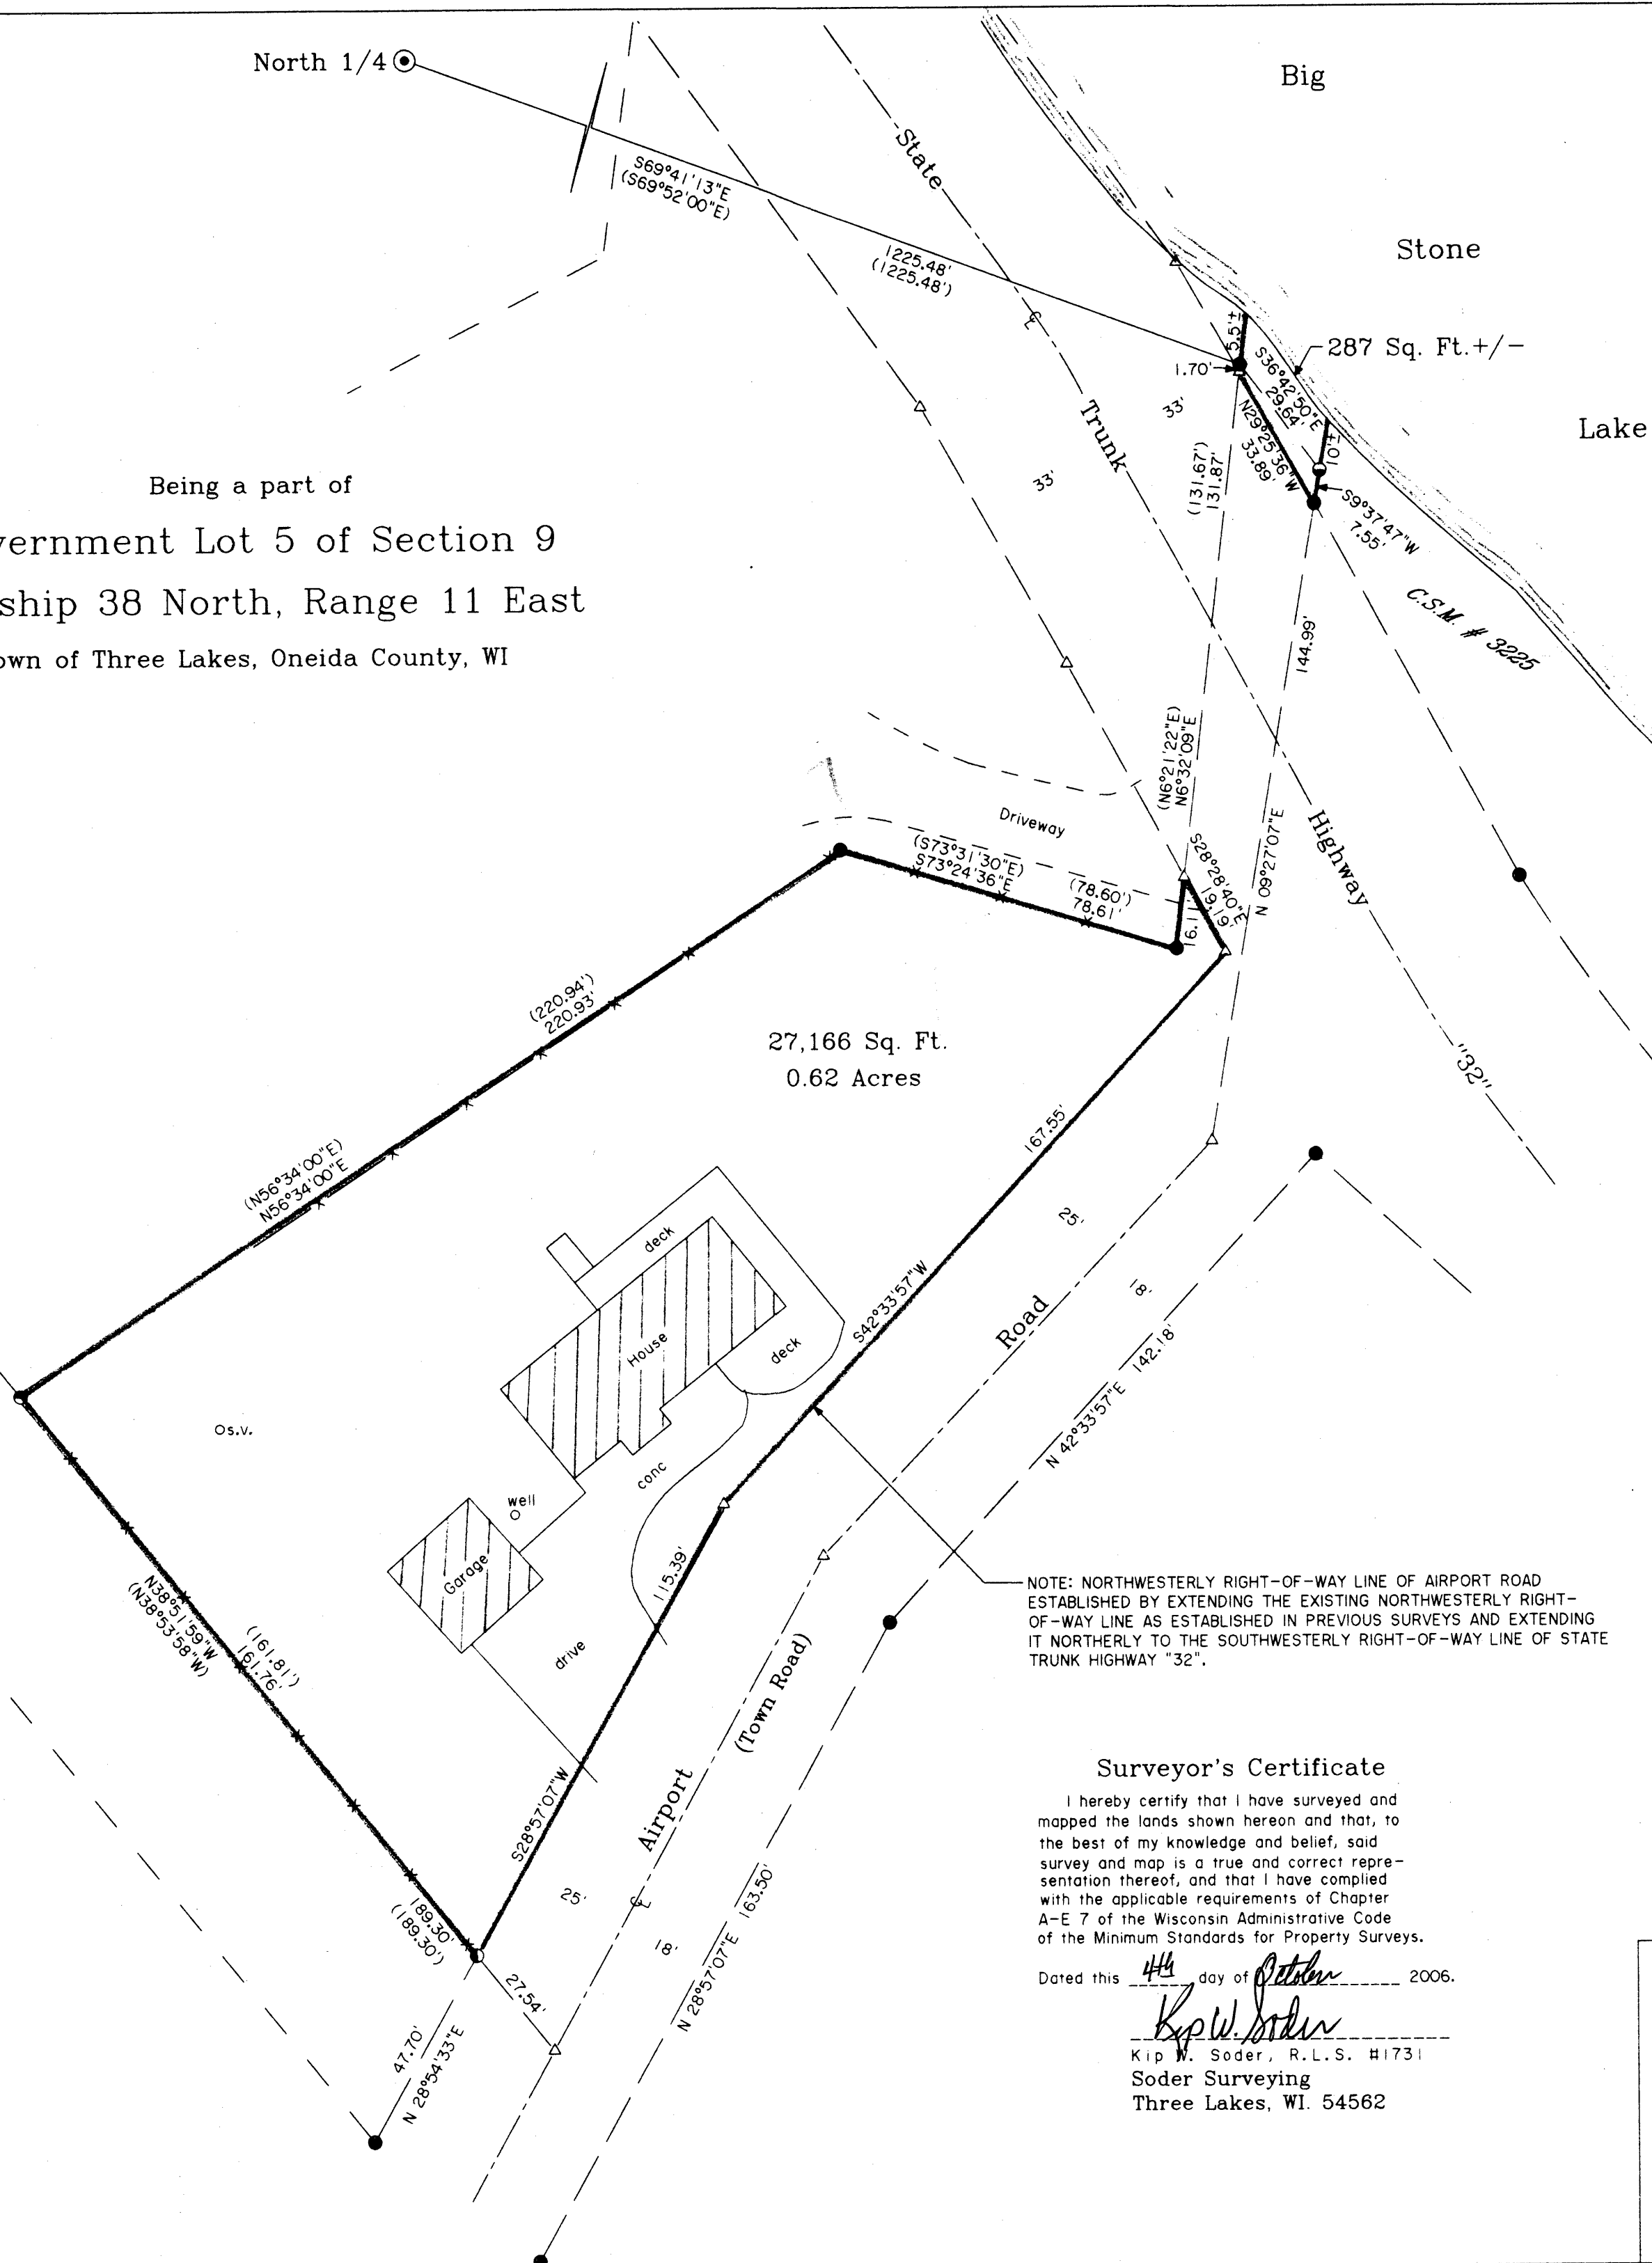 North 1/4
Big
Stone
Lake
State
Trunk
Highway
"32"
S69°41'13"E
(S69°52'00"E)
1225.48'
(1225.48')
287 Sq. Ft.+/-
5.5'±
1.70'
S36°42'50"E
29.64'
N29°25'36"W
33.89'
10'±
S9°37'47"W
7.55'
33'
33'
(131.67')
131.87'
144.99'
C.S.M. # 3225
Being a part of
vernment Lot 5 of Section 9
ship 38 North, Range 11 East
own of Three Lakes, Oneida County, WI
(N6°21'22"E)
N6°32'09"E
N 09°27'07"E
Driveway
(S73°31'30"E)
S73°24'36"E
(78.60')
78.61'
S28°28'40"E
19.19'
16.11'
(220.94')
220.93'
27,166 Sq. Ft.
0.62 Acres
167.55'
(N56°34'00"E)
N56°34'00"E
deck
House
deck
S42°33'57"W
25'
18'
Road
N 42°33'57"E 142.18'
Os.v.
conc
well
Garage
115.39'
drive
N38°51'59"W
(N38°53'58"W)
(161.81')
161.76'
(Town Road)
Airport
S28°57'07"W
NOTE: NORTHWESTERLY RIGHT-OF-WAY LINE OF AIRPORT ROAD
ESTABLISHED BY EXTENDING THE EXISTING NORTHWESTERLY RIGHT-
OF-WAY LINE AS ESTABLISHED IN PREVIOUS SURVEYS AND EXTENDING
IT NORTHERLY TO THE SOUTHWESTERLY RIGHT-OF-WAY LINE OF STATE
TRUNK HIGHWAY "32".
189.30'
(189.30')
25'
18'
N 28°57'07"E 163.50'
27.54'
47.70'
N 28°54'33"E
Surveyor's Certificate
I hereby certify that I have surveyed and
mapped the lands shown hereon and that, to
the best of my knowledge and belief, said
survey and map is a true and correct repre-
sentation thereof, and that I have complied
with the applicable requirements of Chapter
A-E 7 of the Wisconsin Administrative Code
of the Minimum Standards for Property Surveys.
Dated this 4th day of October 2006.
Kip W. Soder
Kip W. Soder, R.L.S. #1731
Soder Surveying
Three Lakes, WI. 54562